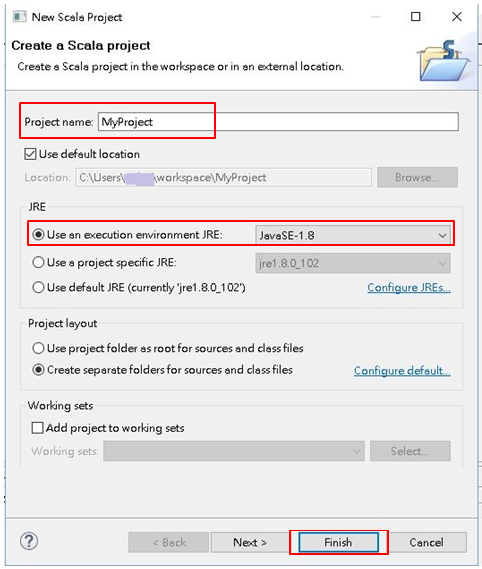 New Scala Project
Create a Scala project
Create a Scala project in the workspace or in an external location.
Project name: MyProject
Use default location
Location: C:\Users\ \workspace\MyProject Browse...
JRE
Use an execution environment JRE: JavaSE-1.8
Use a project specific JRE: jre1.8.0_102
Use default JRE (currently 'jre1.8.0_102') Configure JREs...
Project layout
Use project folder as root for sources and class files
Create separate folders for sources and class files Configure default...
Working sets
Add project to working sets
Working sets: Select...
? < Back Next > Finish Cancel